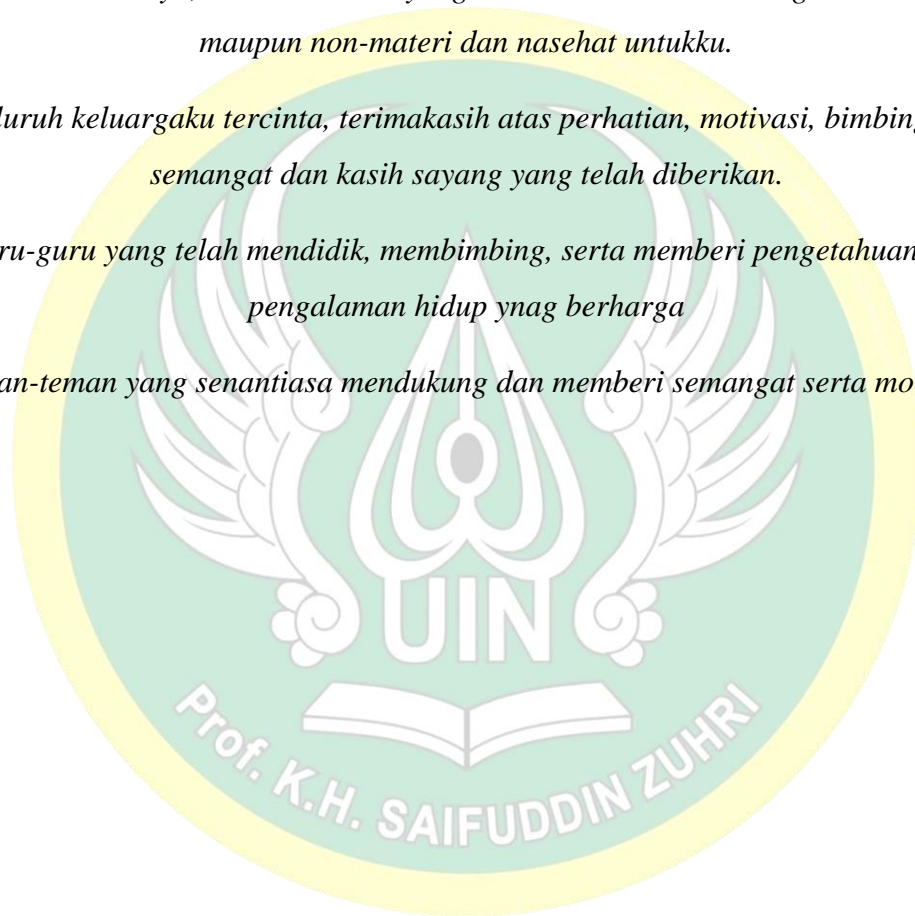 maupun non-materi dan nasehat untukku.
luruh keluargaku tercinta, terimakasih atas perhatian, motivasi, bimbing
semangat dan kasih sayang yang telah diberikan.
ru-guru yang telah mendidik, membimbing, serta memberi pengetahuan
pengalaman hidup ynag berharga
an-teman yang senantiasa mendukung dan memberi semangat serta mo
UIN
Prof. K.H. SAIFUDDIN ZUHRI